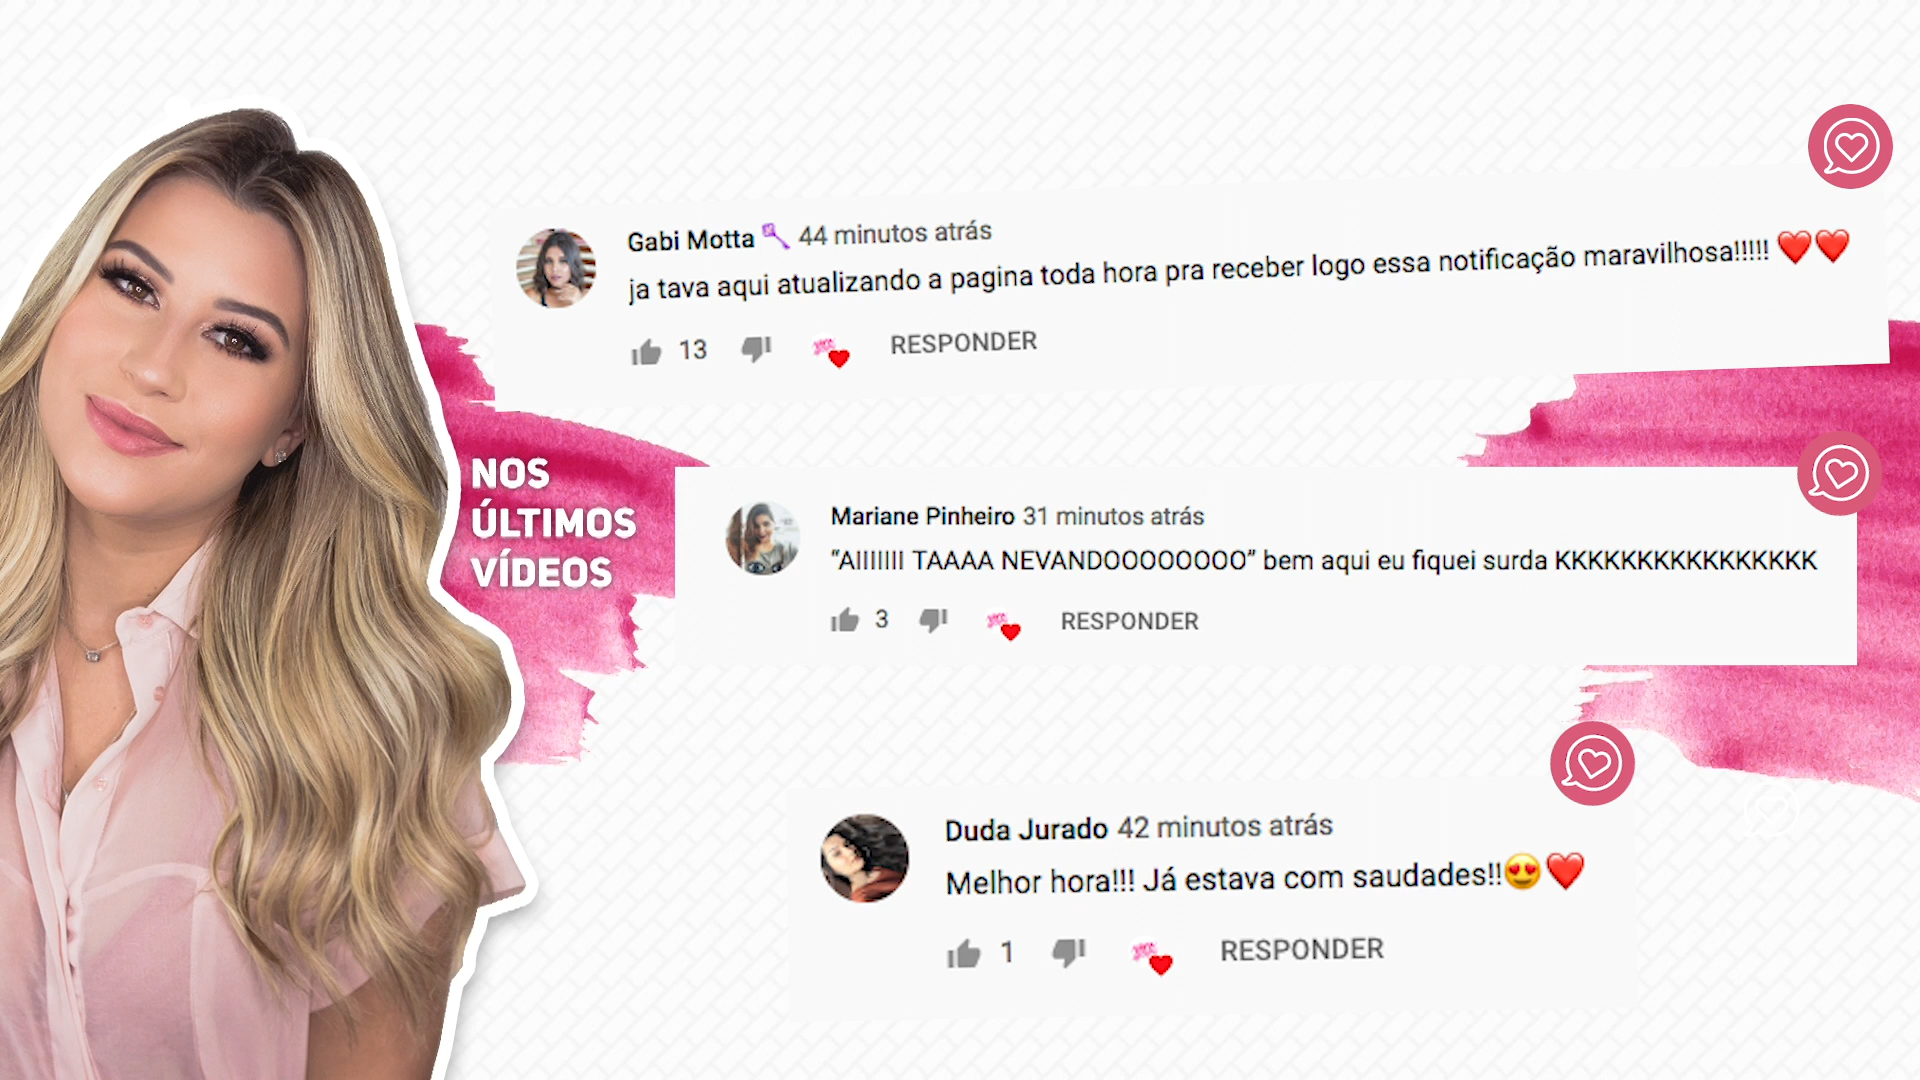 NOS
ÚLTIMOS
VÍDEOS
Gabi Motta 44 minutos atrás
ja tava aqui atualizando a pagina toda hora pra receber logo essa notificação maravilhosa!!!!! ❤️❤️
13 RESPONDER
Mariane Pinheiro 31 minutos atrás
“AIIIIIII TAAAA NEVANDOOOOOOOO” bem aqui eu fiquei surda KKKKKKKKKKKKKKKK
3 RESPONDER
Duda Jurado 42 minutos atrás
Melhor hora!!! Já estava com saudades!!😍❤️
1 RESPONDER